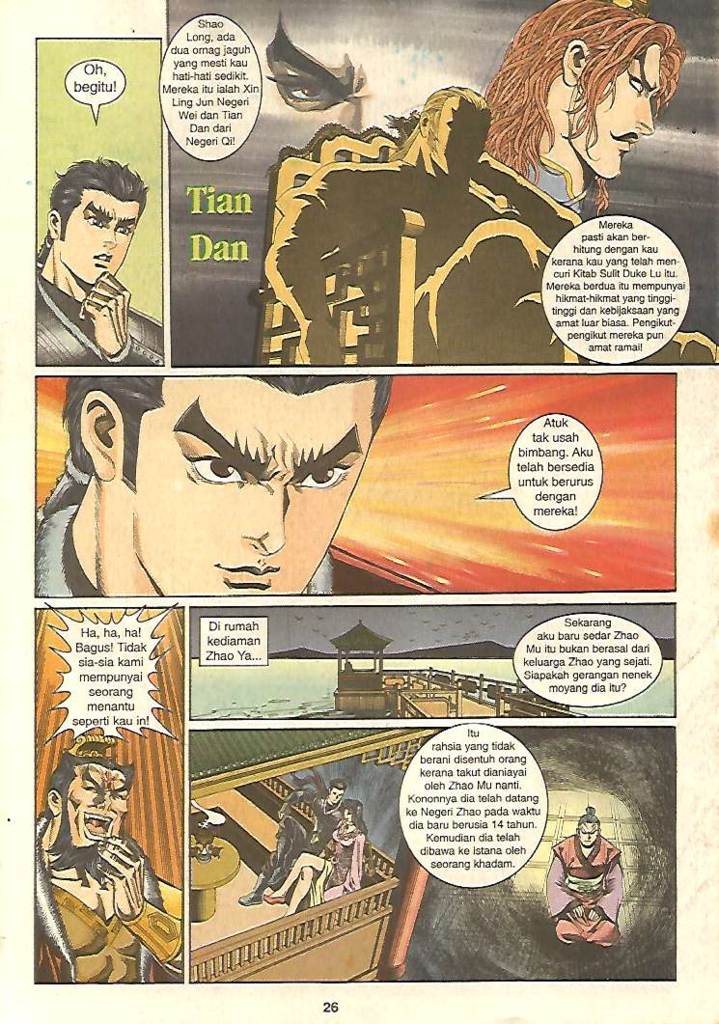 Oh,
begitu!
Shao
Long, ada
dua ornag jaguh
yang mesti kau
hati-hati sedikit.
Mereka itu ialah Xin
Ling Jun Negeri
Wei dan Tian
Dan dari
Negeri Qi!
Tian
Dan
Mereka
pasti akan ber-
hitung dengan kau
kerana kau yang telah men-
curi Kitab Sulit Duke Lu itu.
Mereka berdua itu mempunyai
hikmat-hikmat yang tinggi-
tinggi dan kebijaksaan yang
amat luar biasa. Pengikut-
pengikut mereka pun
amat ramai!
Atuk
tak usah
bimbang. Aku
telah bersedia
untuk berurus
dengan
mereka!
Ha, ha, ha!
Bagus! Tidak
sia-sia kami
mempunyai
seorang
menantu
seperti kau in!
Di rumah
kediaman
Zhao Ya...
Sekarang
aku baru sedar Zhao
Mu itu bukan berasal dari
keluarga Zhao yang sejati.
Siapakah gerangan nenek
moyang dia itu?
Itu
rahsia yang tidak
berani disentuh orang
kerana takut dianiayai
oleh Zhao Mu nanti.
Kononnya dia telah datang
ke Negeri Zhao pada waktu
dia baru berusia 14 tahun.
Kemudian dia telah
dibawa ke istana oleh
seorang khadam.
26